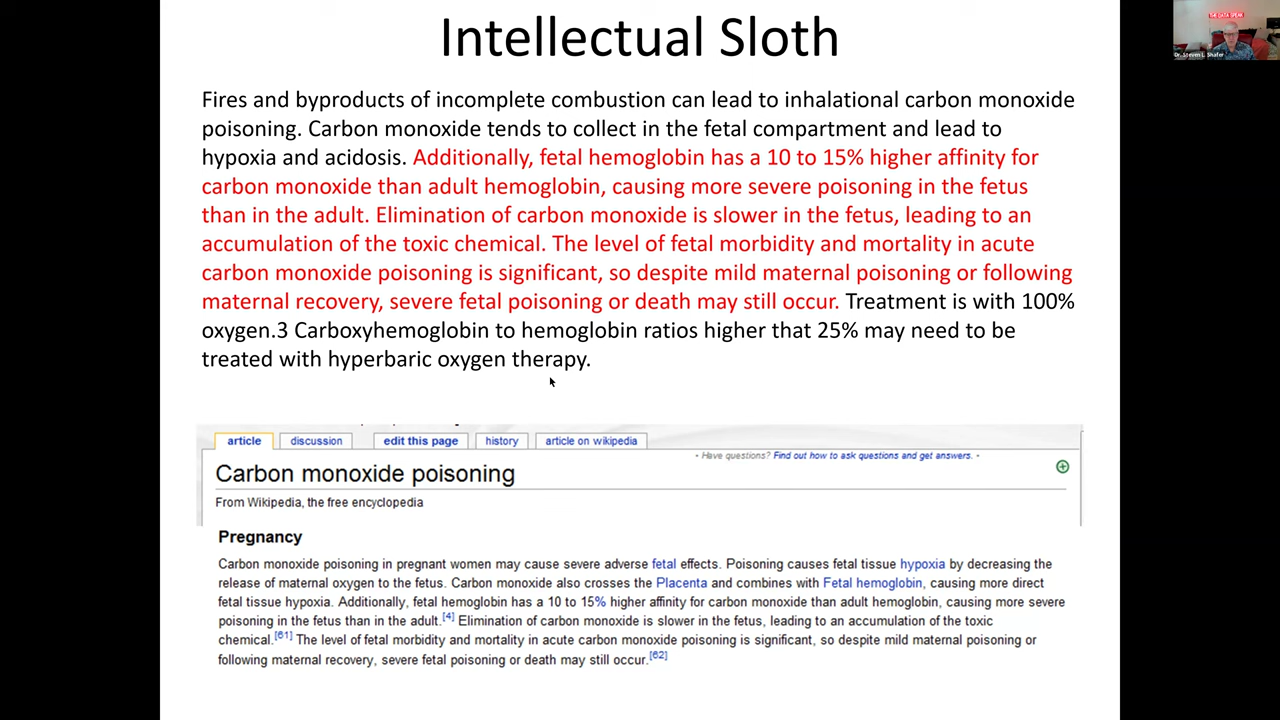 Intellectual Sloth
THE DATA SPEAK
Dr. Steven L. Shafer
Fires and byproducts of incomplete combustion can lead to inhalational carbon monoxide
poisoning. Carbon monoxide tends to collect in the fetal compartment and lead to
hypoxia and acidosis. Additionally, fetal hemoglobin has a 10 to 15% higher affinity for
carbon monoxide than adult hemoglobin, causing more severe poisoning in the fetus
than in the adult. Elimination of carbon monoxide is slower in the fetus, leading to an
accumulation of the toxic chemical. The level of fetal morbidity and mortality in acute
carbon monoxide poisoning is significant, so despite mild maternal poisoning or following
maternal recovery, severe fetal poisoning or death may still occur. Treatment is with 100%
oxygen.3 Carboxyhemoglobin to hemoglobin ratios higher that 25% may need to be
treated with hyperbaric oxygen therapy.
article discussion edit this page history article on wikipedia
• Have questions? Find out how to ask questions and get answers. •
Carbon monoxide poisoning
From Wikipedia, the free encyclopedia
Pregnancy
Carbon monoxide poisoning in pregnant women may cause severe adverse fetal effects. Poisoning causes fetal tissue hypoxia by decreasing the
release of maternal oxygen to the fetus. Carbon monoxide also crosses the Placenta and combines with Fetal hemoglobin, causing more direct
fetal tissue hypoxia. Additionally, fetal hemoglobin has a 10 to 15% higher affinity for carbon monoxide than adult hemoglobin, causing more severe
poisoning in the fetus than in the adult.[4] Elimination of carbon monoxide is slower in the fetus, leading to an accumulation of the toxic
chemical.[61] The level of fetal morbidity and mortality in acute carbon monoxide poisoning is significant, so despite mild maternal poisoning or
following maternal recovery, severe fetal poisoning or death may still occur.[62]